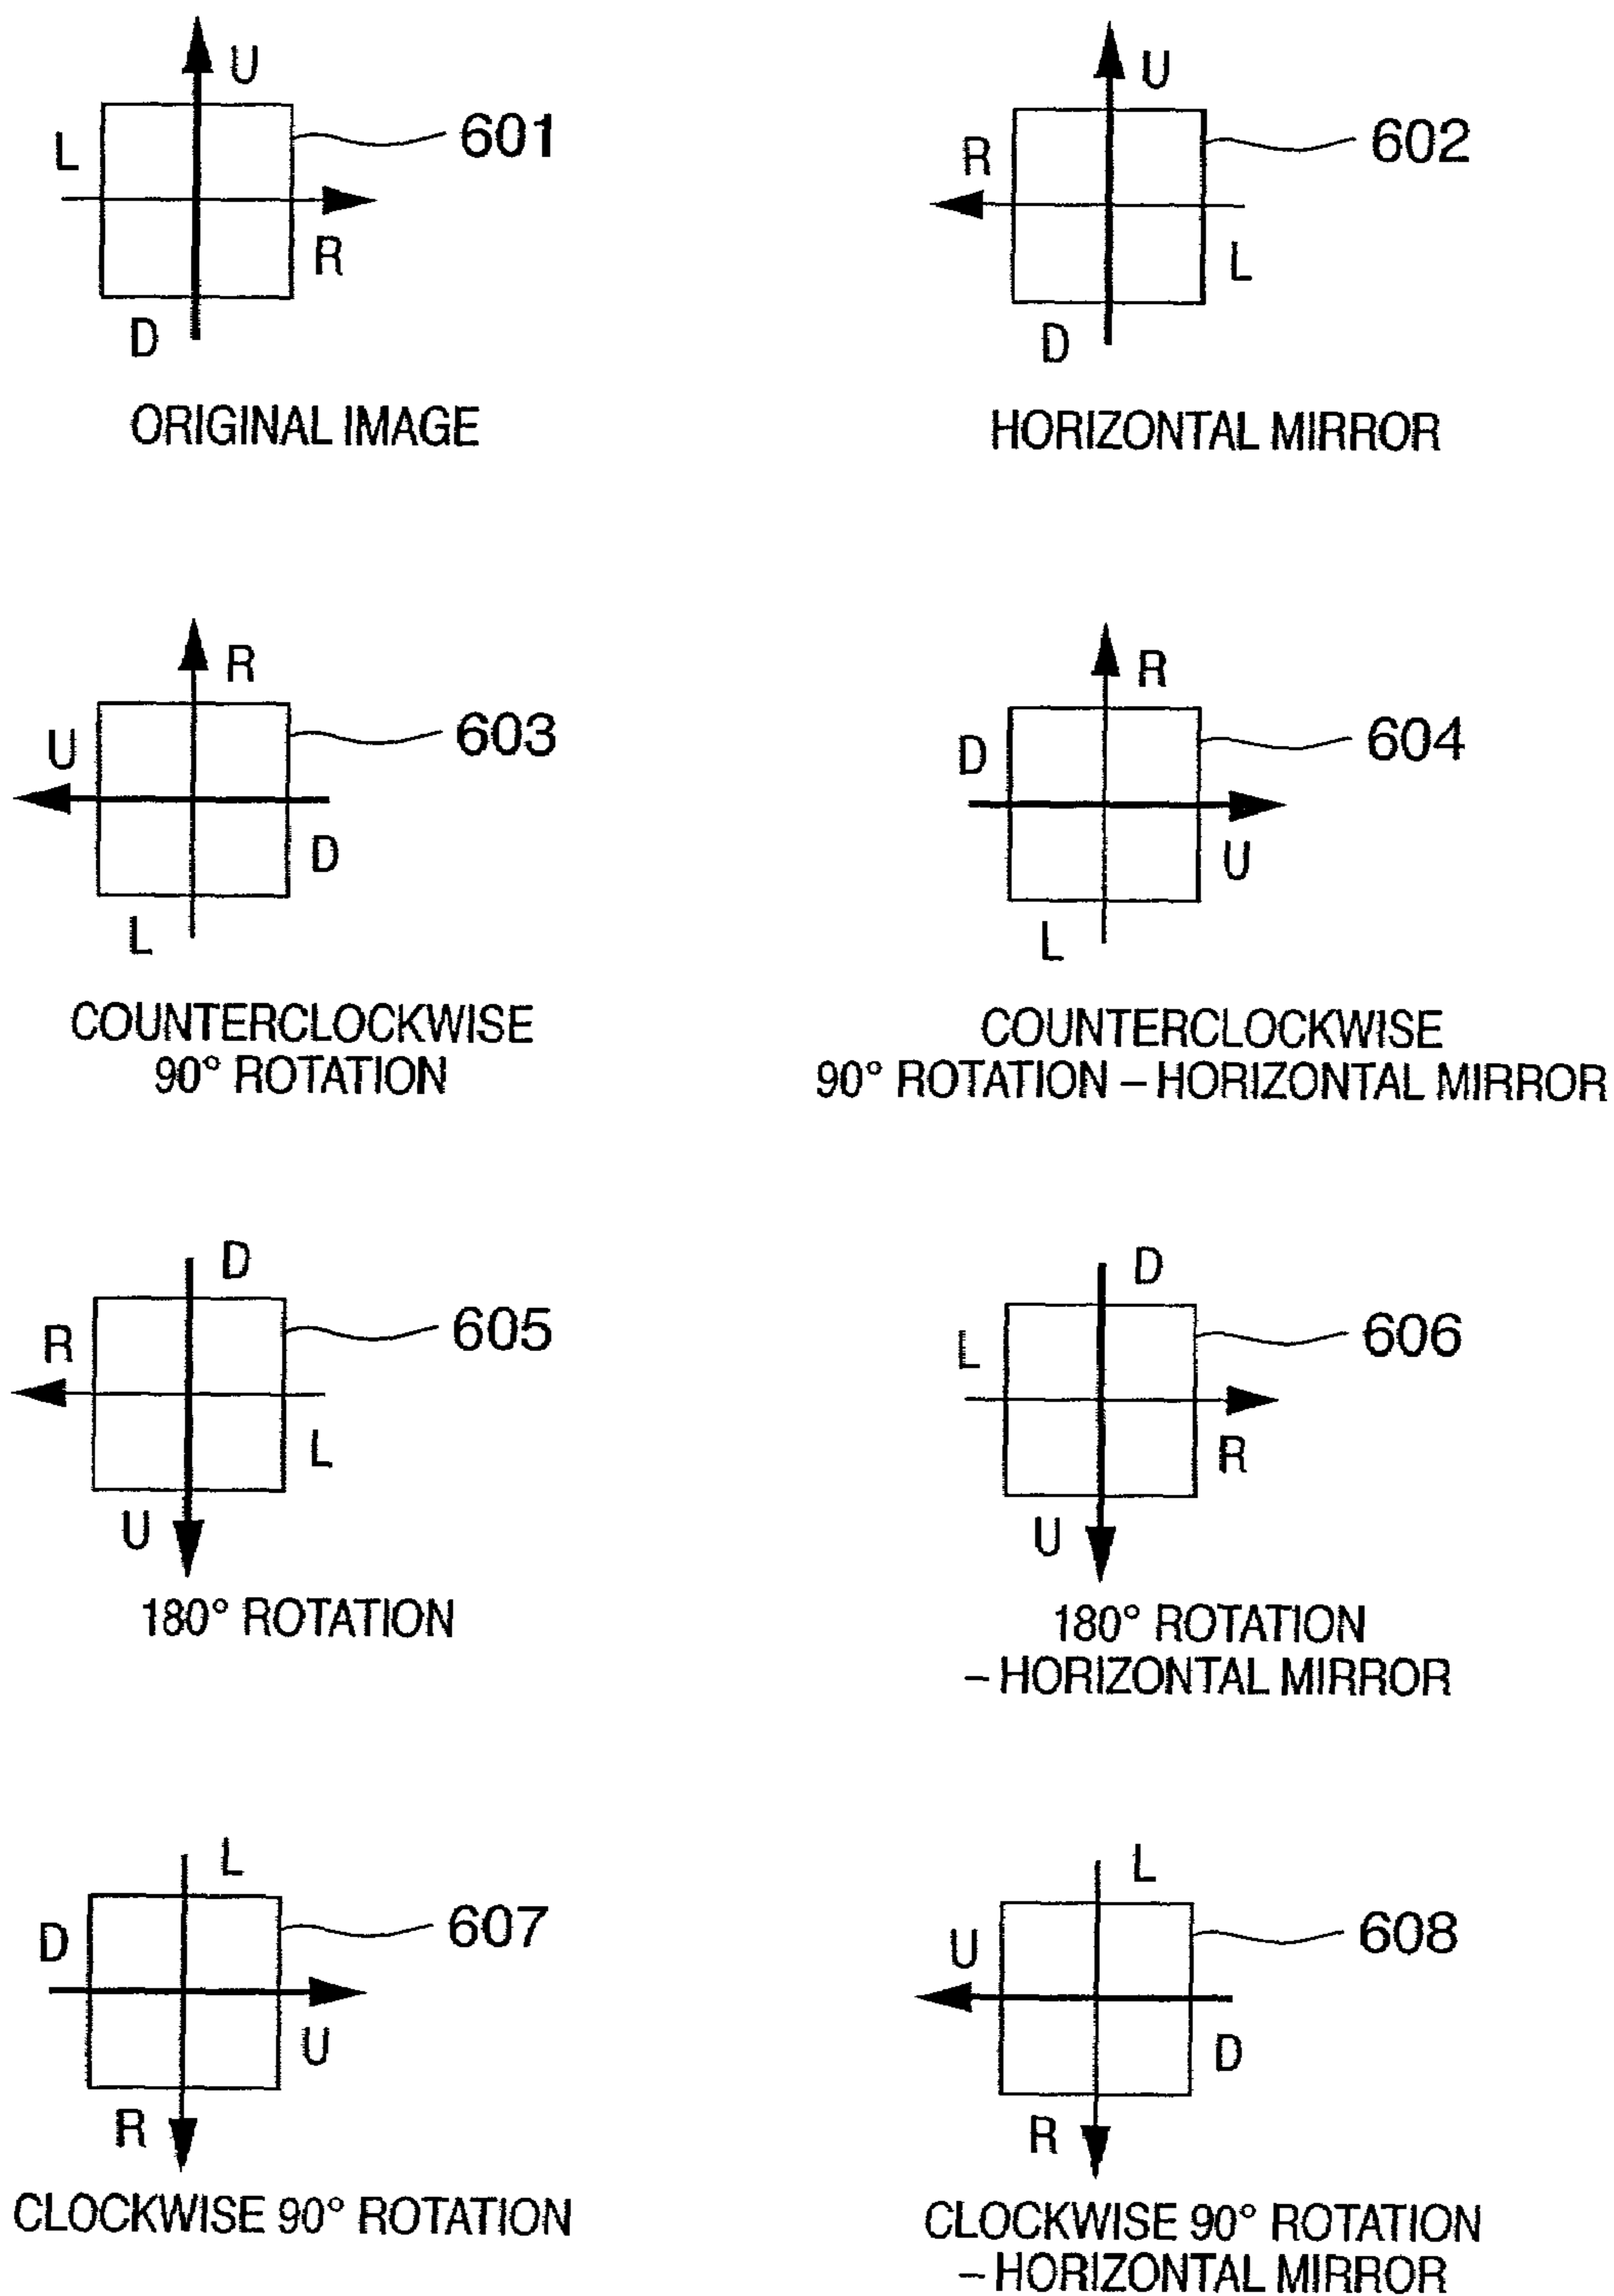 U
L
601
R
D
ORIGINAL IMAGE
U
R
602
L
D
HORIZONTAL MIRROR
R
U
603
D
L
COUNTERCLOCKWISE
90° ROTATION
R
D
604
U
L
COUNTERCLOCKWISE
90° ROTATION – HORIZONTAL MIRROR
D
R
605
L
U
180° ROTATION
D
L
606
R
U
180° ROTATION
– HORIZONTAL MIRROR
L
D
607
U
R
CLOCKWISE 90° ROTATION
L
U
608
D
R
CLOCKWISE 90° ROTATION
– HORIZONTAL MIRROR